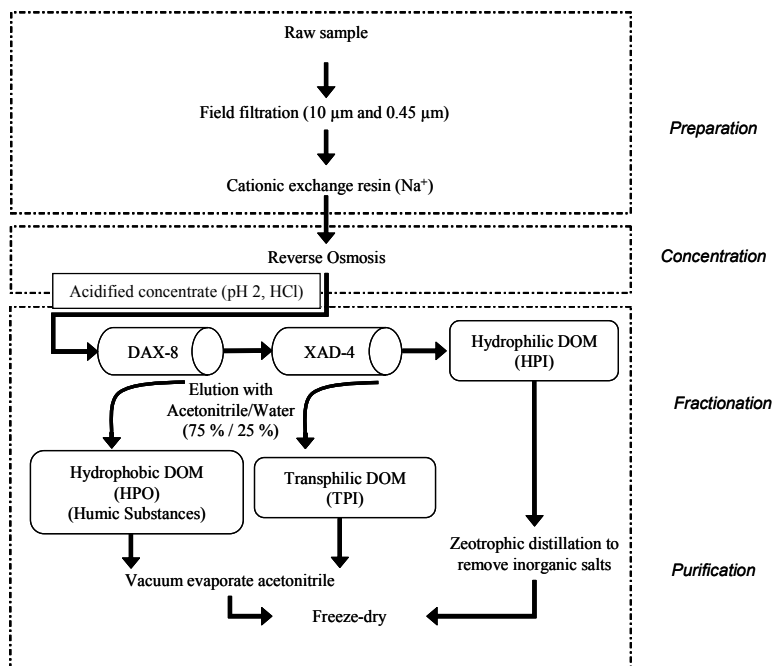 Raw sample
Field filtration (10 µm and 0.45 µm)
Preparation
Cationic exchange resin (Na⁺)
Reverse Osmosis
Concentration
Acidified concentrate (pH 2, HCl)
DAX-8
XAD-4
Hydrophilic DOM
(HPI)
Elution with
Acetonitrile/Water
(75 % / 25 %)
Fractionation
Hydrophobic DOM
(HPO)
(Humic Substances)
Transphilic DOM
(TPI)
Zeotrophic distillation to
remove inorganic salts
Vacuum evaporate acetonitrile
Purification
Freeze-dry